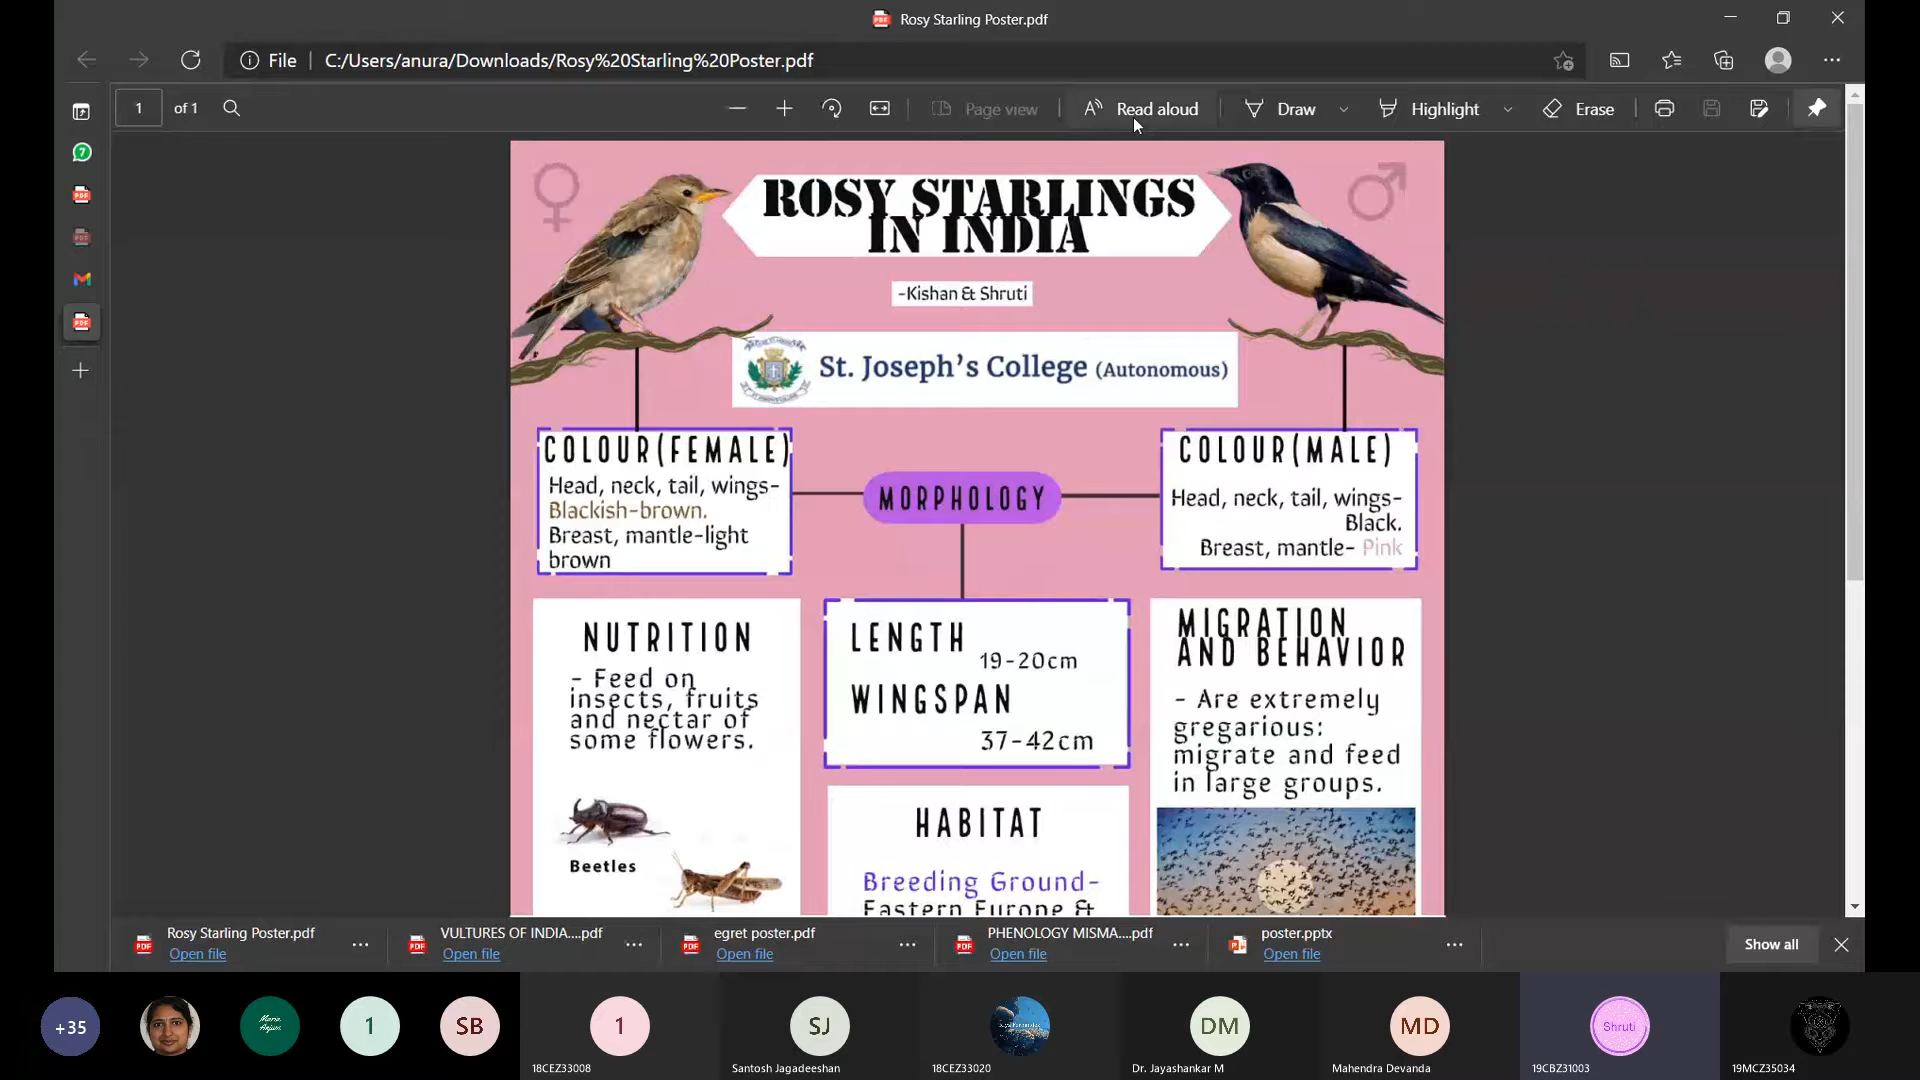 Rosy Starling Poster.pdf
File
C:/Users/anura/Downloads/Rosy%20Starling%20Poster.pdf
1 of 1
Page view
Read aloud
Draw
Highlight
Erase
ROSY STARLINGS
IN INDIA
-Kishan & Shruti
St. Joseph's College (Autonomous)
COLOUR(FEMALE)
Head, neck, tail, wings-
Blackish-brown.
Breast, mantle-light
brown
MORPHOLOGY
COLOUR(MALE)
Head, neck, tail, wings-
Black.
Breast, mantle- Pink
NUTRITION
- Feed on
insects, fruits
and nectar of
some flowers.
Beetles
LENGTH
19-20cm
WINGSPAN
37-42cm
HABITAT
Breeding Ground-
Eastern Europe &
MIGRATION
AND BEHAVIOR
- Are extremely
gregarious:
migrate and feed
in large groups.
Rosy Starling Poster.pdf
Open file
VULTURES OF INDIA....pdf
Open file
egret poster.pdf
Open file
PHENOLOGY MISMA....pdf
Open file
poster.pptx
Open file
Show all
+35
1
SB
1
18CEZ33008
SJ
Santosh Jagadeeshan
18CEZ33020
DM
Dr. Jayashankar M
MD
Mahendra Devanda
Shruti
19CBZ31003
19MCZ35034